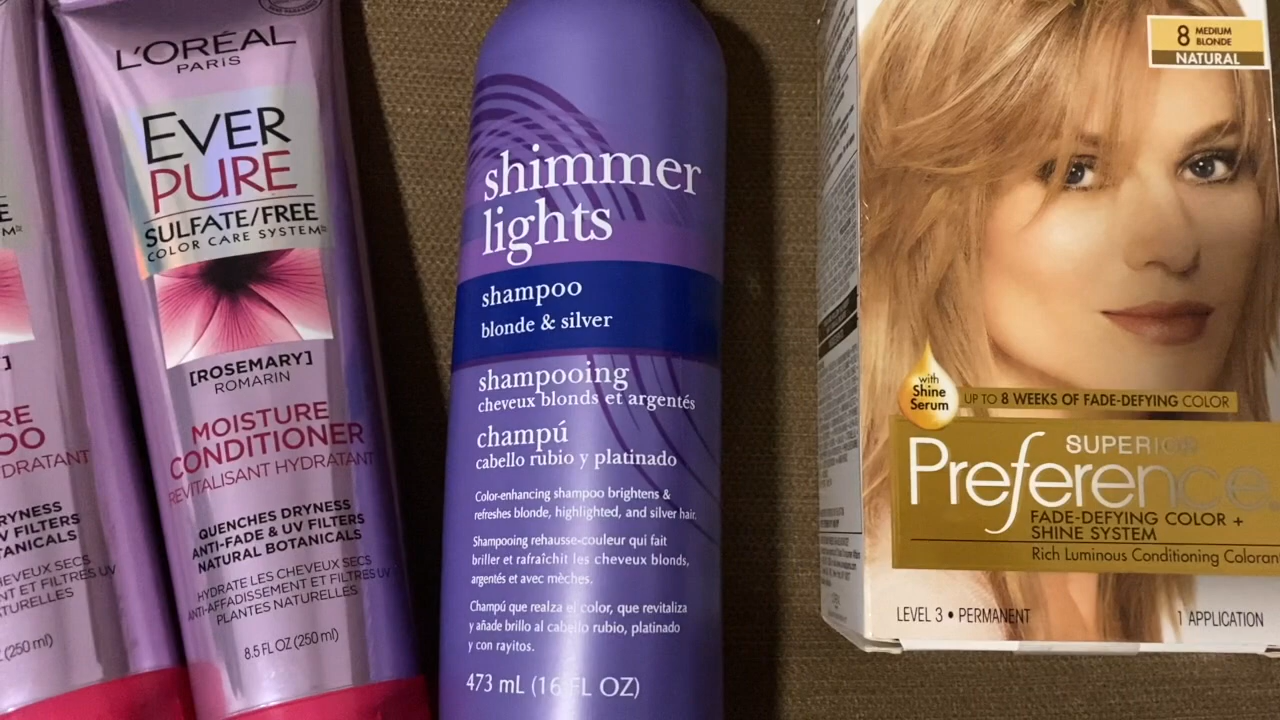 L'ORÉAL
PARIS
EVER
PURE
SULFATE/FREE
COLOR CARE SYSTEM
[ROSEMARY]
ROMARIN
MOISTURE
CONDITIONER
REVITALISANT HYDRATANT
QUENCHES DRYNESS
ANTI-FADE & UV FILTERS
NATURAL BOTANICALS
HYDRATE LES CHEVEUX SECS
ANTI-AFFADISSEMENT ET FILTRES UV
PLANTES NATURELLES
8.5 FL OZ (250 ml)
(250 ml)
shimmer
lights
shampoo
blonde & silver
shampooing
cheveux blonds et argentés
champú
cabello rubio y platinado
Color-enhancing shampoo brightens &
refreshes blonde, highlighted, and silver hair.
Shampooing rehausse-couleur qui fait
briller et rafraîchit les cheveux blonds,
argentés et avec mèches.
Champú que realza el color, que revitaliza
y añade brillo al cabello rubio, platinado
y con rayitos.
473 mL (16 FL OZ)
8 MEDIUM
BLONDE
NATURAL
with
Shine
Serum
UP TO 8 WEEKS OF FADE-DEFYING COLOR
SUPERIOR
Preference
FADE-DEFYING COLOR +
SHINE SYSTEM
Rich Luminous Conditioning Colorant
LEVEL 3 • PERMANENT
1 APPLICATION